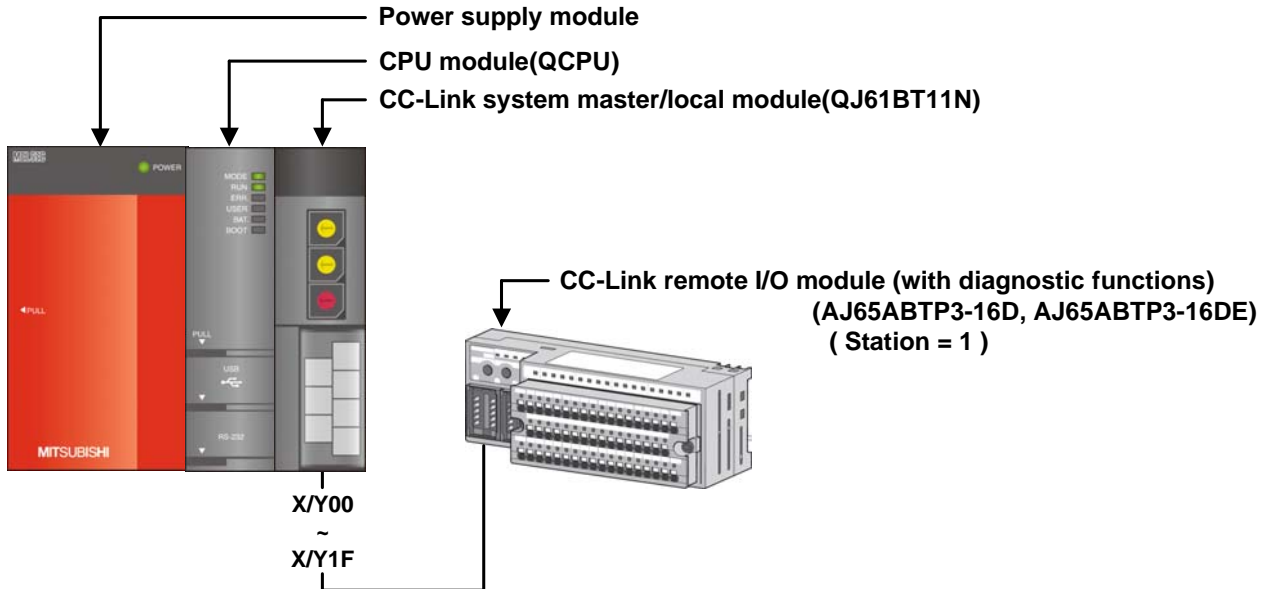 Power supply module
CPU module(QCPU)
CC-Link system master/local module(QJ61BT11N)
MELSEC
POWER
MODE
RUN
ERR.
USER
BAT.
BOOT
PULL
PULL
USB
RS-232
MITSUBISHI
CC-Link remote I/O module (with diagnostic functions)
(AJ65ABTP3-16D, AJ65ABTP3-16DE)
( Station = 1 )
X/Y00
~
X/Y1F